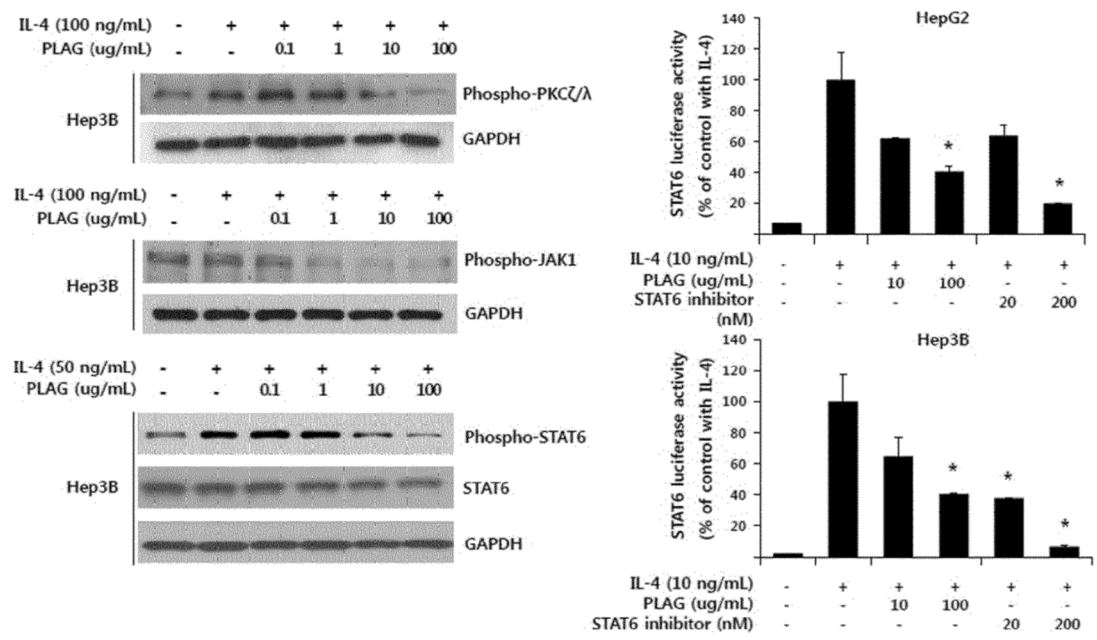 IL-4 (100 ng/mL) - + + + + +
PLAG (ug/mL) - - 0.1 1 10 100
Hep3B
Phospho-PKCζ/λ
GAPDH
IL-4 (100 ng/mL) - + + + + +
PLAG (ug/mL) - - 0.1 1 10 100
Hep3B
Phospho-JAK1
GAPDH
IL-4 (50 ng/mL) - + + + + +
PLAG (ug/mL) - - 0.1 1 10 100
Hep3B
Phospho-STAT6
STAT6
GAPDH
HepG2
STAT6 luciferase activity
(% of control with IL-4)
140
120
100
80
60
40
20
* *
IL-4 (10 ng/mL) - + + + + +
PLAG (ug/mL) - - 10 100 - -
STAT6 inhibitor - - - - 20 200
(nM)
Hep3B
STAT6 luciferase activity
(% of control with IL-4)
140
120
100
80
60
40
20
* * *
IL-4 (10 ng/mL) - + + + + +
PLAG (ug/mL) - - 10 100 - -
STAT6 inhibitor (nM) - - - - 20 200